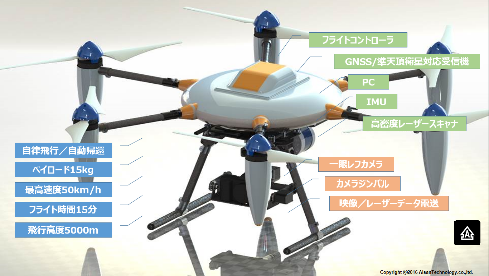 フライトコントローラ
GNSS/準天頂衛星対応受信機
PC
IMU
高密度レーザースキャナ
自律飛行／自動帰還
ペイロード15kg
最高速度50km/h
フライト時間15分
飛行高度5000m
一眼レフカメラ
カメラジンバル
映像／レーザーデータ電送